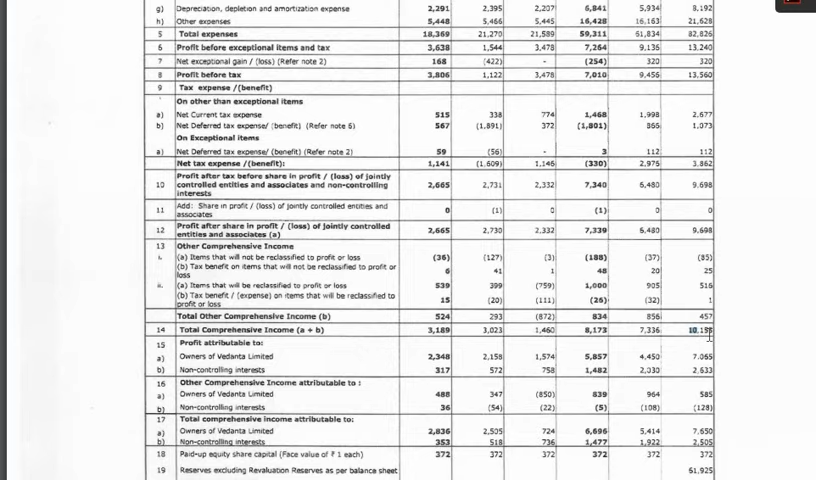 g) Depreciation, depletion and amortization expense 2,291 2,395 2,207 6,841 5,934 8,192
h) Other expenses 5,448 5,466 5,445 16,428 16,163 21,628
5 Total expenses 18,369 21,270 21,589 59,311 61,834 82,826
6 Profit before exceptional items and tax 3,638 1,544 3,478 7,264 9,136 13,240
7 Net exceptional gain / (loss) (Refer note 2) 168 (422) - (254) 320 320
8 Profit before tax 3,806 1,122 3,478 7,010 9,456 13,560
9 Tax expense /(benefit)
On other than exceptional items
a) Net Current tax expense 515 338 774 1,468 1,998 2,677
b) Net Deferred tax expense/ (benefit) (Refer note 6) 567 (1,891) 372 (1,801) 865 1,073
On Exceptional items
a) Net Deferred tax expense/ (benefit) (Refer note 2) 59 (56) - 3 112 112
Net tax expense /(benefit): 1,141 (1,609) 1,146 (330) 2,975 3,862
10 Profit after tax before share in profit / (loss) of jointly
controlled entities and associates and non-controlling 2,665 2,731 2,332 7,340 6,480 9,698
interests
11 Add: Share in profit / (loss) of jointly controlled entities and 0 (1) 0 (1) 0 0
associates
12 Profit after share in profit / (loss) of jointly controlled 2,665 2,730 2,332 7,339 6,480 9,698
entities and associates (a)
13 Other Comprehensive Income
i. (a) Items that will not be reclassified to profit or loss (36) (127) (3) (188) (37) (85)
(b) Tax benefit on items that will not be reclassified to profit or 6 41 1 48 20 25
loss
ii. (a) Items that will be reclassified to profit or loss 539 399 (759) 1,000 905 516
(b) Tax benefit / (expense) on items that will be reclassified to 15 (20) (111) (26) (32) 1
profit or loss
Total Other Comprehensive Income (b) 524 293 (872) 834 856 457
14 Total Comprehensive Income (a + b) 3,189 3,023 1,460 8,173 7,336 10,155
15 Profit attributable to:
a) Owners of Vedanta Limited 2,348 2,158 1,574 5,857 4,450 7,065
b) Non-controlling interests 317 572 758 1,482 2,030 2,633
16 Other Comprehensive Income attributable to :
a) Owners of Vedanta Limited 488 347 (850) 839 964 585
b) Non-controlling interests 36 (54) (22) (5) (108) (128)
17 Total comprehensive income attributable to:
a) Owners of Vedanta Limited 2,836 2,505 724 6,696 5,414 7,650
b) Non-controlling interests 353 518 736 1,477 1,922 2,505
18 Paid-up equity share capital (Face value of ₹ 1 each) 372 372 372 372 372 372
19 Reserves excluding Revaluation Reserves as per balance sheet 61,925